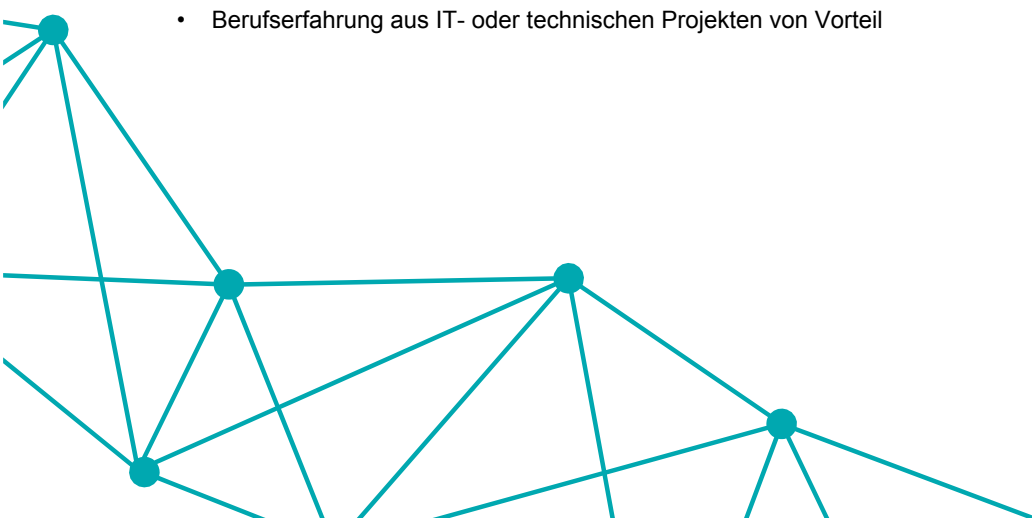 • Berufserfahrung aus IT- oder technischen Projekten von Vorteil